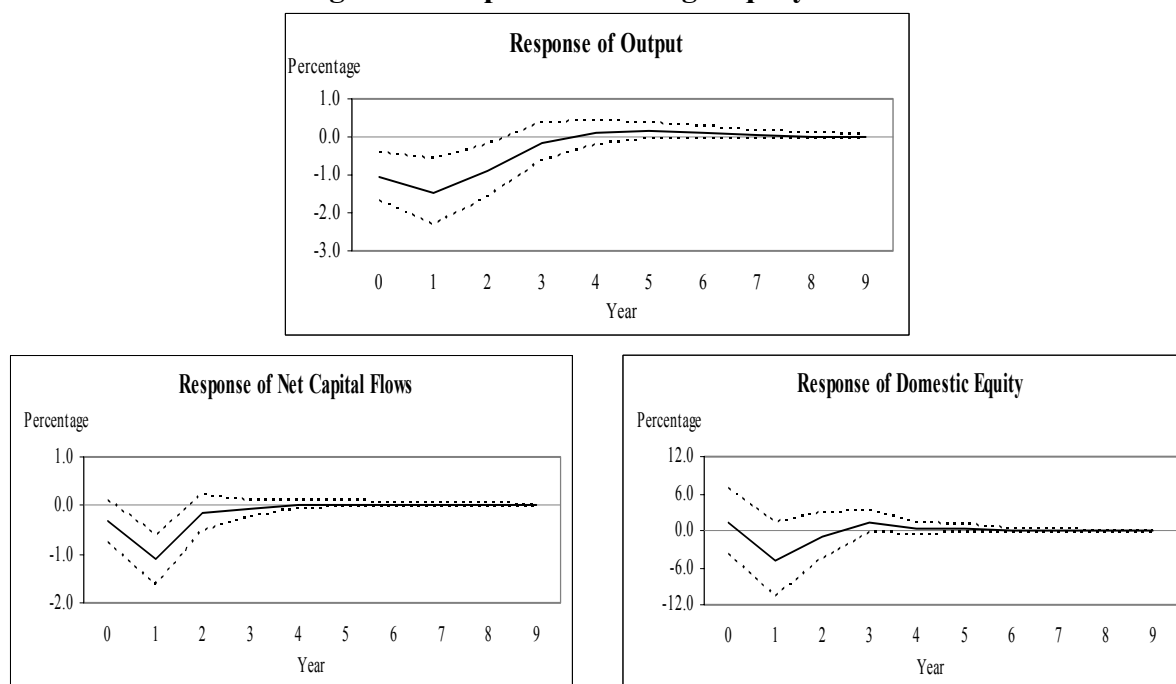 Response of Output
Percentage
1.0
0.0
-1.0
-2.0
-3.0
0 1 2 3 4 5 6 7 8 9
Year
Response of Net Capital Flows
Percentage
1.0
0.0
-1.0
-2.0
0 1 2 3 4 5 6 7 8 9
Year
Response of Domestic Equity
Percentage
12.0
6.0
0.0
-6.0
-12.0
0 1 2 3 4 5 6 7 8 9
Year